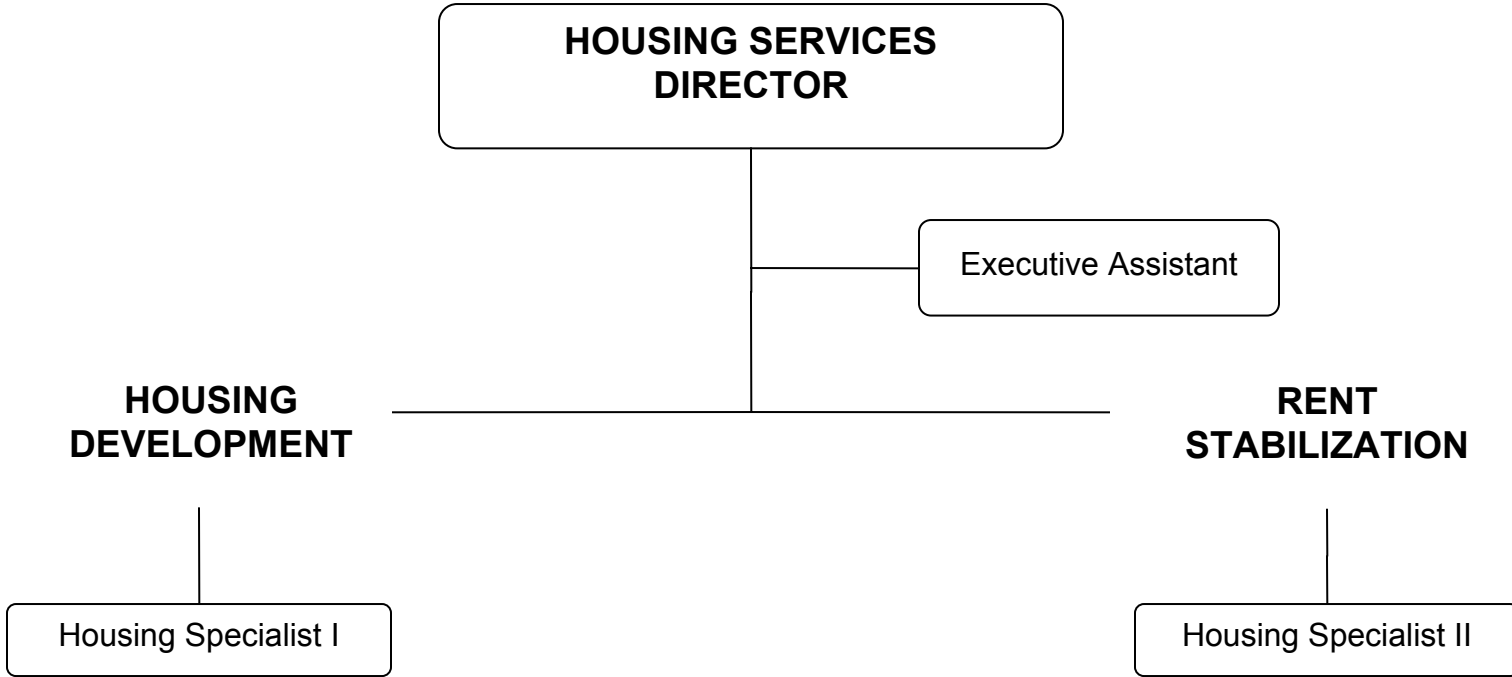 HOUSING SERVICES
DIRECTOR
Executive Assistant
HOUSING
DEVELOPMENT
RENT
STABILIZATION
Housing Specialist I
Housing Specialist II